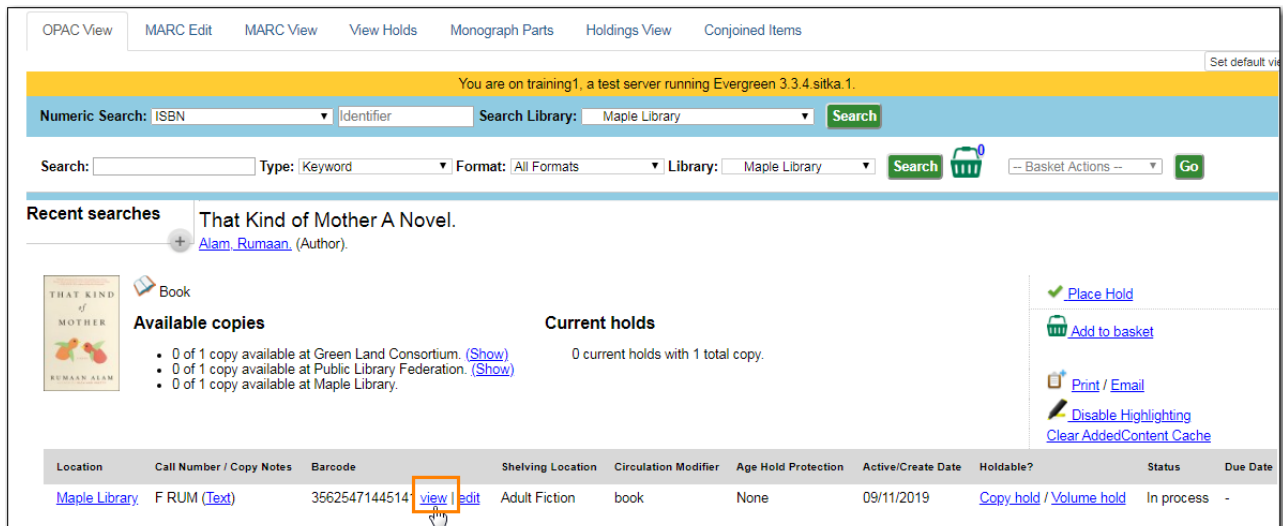 OPAC View MARC Edit MARC View View Holds Monograph Parts Holdings View Conjoined Items
Set default vie
You are on training1, a test server running Evergreen 3.3.4.sitka.1.
Numeric Search: ISBN Identifier Search Library: Maple Library Search
Search: Type: Keyword Format: All Formats Library: Maple Library Search 0 -- Basket Actions -- Go
Recent searches
+
That Kind of Mother A Novel.
Alam, Rumaan. (Author).
THAT KIND
of
MOTHER
RUMAAN ALAM
Book
Available copies
0 of 1 copy available at Green Land Consortium. (Show)
0 of 1 copy available at Public Library Federation. (Show)
0 of 1 copy available at Maple Library.
Current holds
0 current holds with 1 total copy.
Place Hold
Add to basket
Print / Email
Disable Highlighting
Clear AddedContent Cache
Location Call Number / Copy Notes Barcode Shelving Location Circulation Modifier Age Hold Protection Active/Create Date Holdable? Status Due Date
Maple Library F RUM (Text) 35625471445141 view | edit Adult Fiction book None 09/11/2019 Copy hold / Volume hold In process -